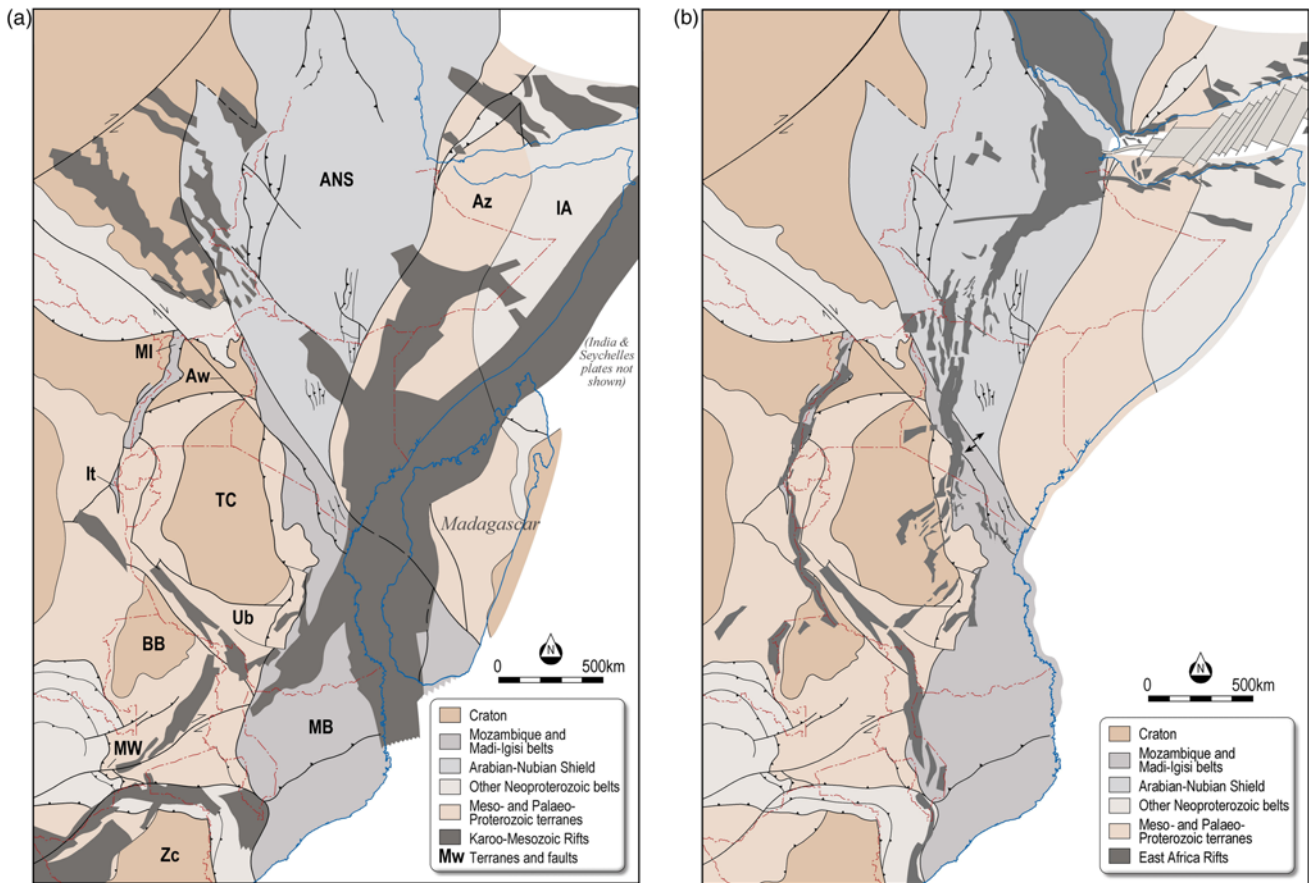 (a)
ANS
Az
IA
MI
Aw
(India &
Seychelles
plates not
shown)
It
TC
Madagascar
Ub
BB
MB
MW
Zc
N
0 500km
Craton
Mozambique and
Madi-Igisi belts
Arabian-Nubian Shield
Other Neoproterozoic belts
Meso- and Palaeo-
Proterozoic terranes
Karoo-Mesozoic Rifts
Mw Terranes and faults
(b)
N
0 500km
Craton
Mozambique and
Madi-Igisi belts
Arabian-Nubian Shield
Other Neoproterozoic belts
Meso- and Palaeo-
Proterozoic terranes
East Africa Rifts